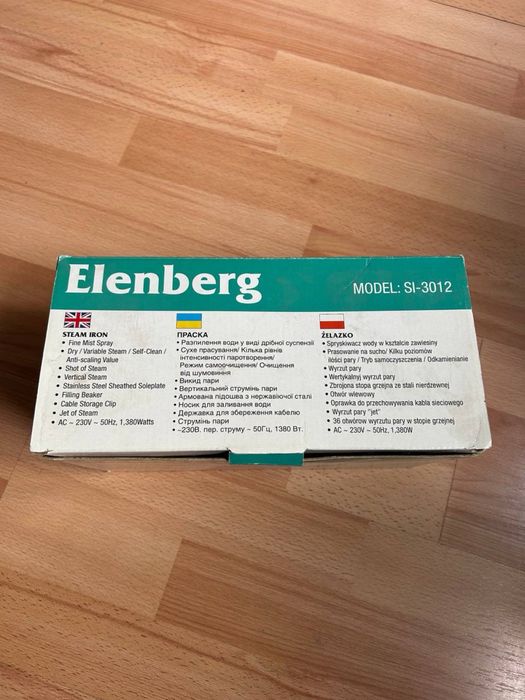 Elenberg
MODEL: SI-3012
STEAM IRON
• Fine Mist Spray
• Dry / Variable Steam / Self-Clean /
Anti-scaling Value
• Shot of Steam
• Vertical Steam
• Stainless Steel Sheathed Soleplate
• Filling Beaker
• Cable Storage Clip
• Jet of Steam
• AC ~ 230V ~ 50Hz, 1,380Watts
ПРАСКА
• Разпилення води у виді дрібної суспензії
• Сухе прасування/ Кілька рівнів
інтенсивності паротворення/
Режим самоочищення/ Очищення
від шумовиння
• Викид пари
• Вертикальний струмінь пари
• Армована підошва з нержавіючої сталі
• Носик для заливання води
• Державка для збереження кабелю
• Струмінь пари
• ~230В. пер. струму ~ 50Гц, 1380 Вт.
ŻELAZKO
• Spryskiwacz wody w kształcie zawiesiny
• Prasowanie na sucho/ Kilku poziomów
ilości pary / Tryb samoczyszczenia / Odkamienianie
• Wyrzut pary
• Wertykalnyj wyrzut pary
• Zbrojona stopa grzejna ze stali nierdzewnej
• Otwór wlewowy
• Oprawka do przechowywania kabla sieciowego
• Wyrzut pary "jet"
• 36 otworów wyrzutu pary w stopie grzejnej
• AC ~ 230V ~ 50Hz, 1,380W